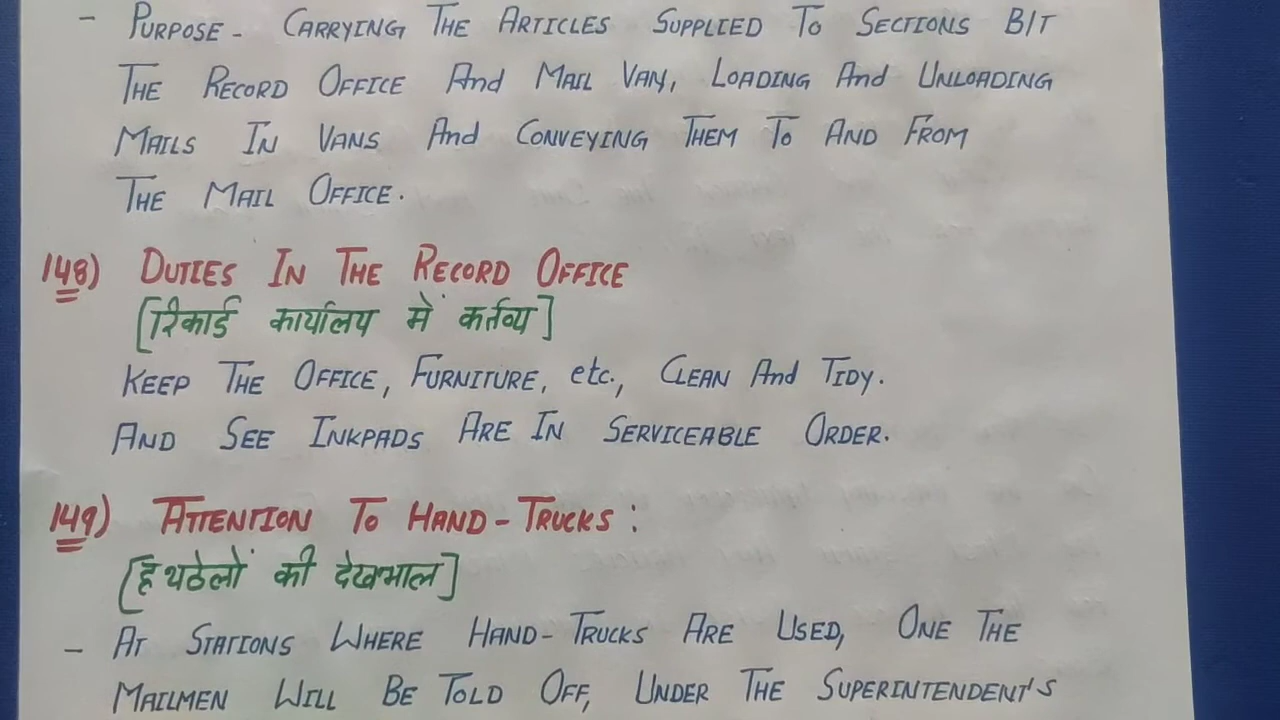 - PURPOSE - CARRYING THE ARTICLES SUPPLIED TO SECTIONS B/T
THE RECORD OFFICE And MAIL VAN, LOADING And UNLOADING
MAILS IN VANS And CONVEYING THEM TO AND FROM
THE MAIL OFFICE.
148) DUTIES IN THE RECORD OFFICE
[रिकार्ड कार्यालय में कर्तव्य]
KEEP THE OFFICE, FURNITURE, etc., CLEAN And TIDY.
AND SEE INKPADS ARE IN SERVICEABLE ORDER.
149) ATTENTION TO HAND-TRUCKS:
[हथठेलों की देखभाल]
- AT STATIONS WHERE HAND-TRUCKS ARE USED, ONE THE
MAILMEN WILL BE TOLD OFF, UNDER THE SUPERINTENDENT'S